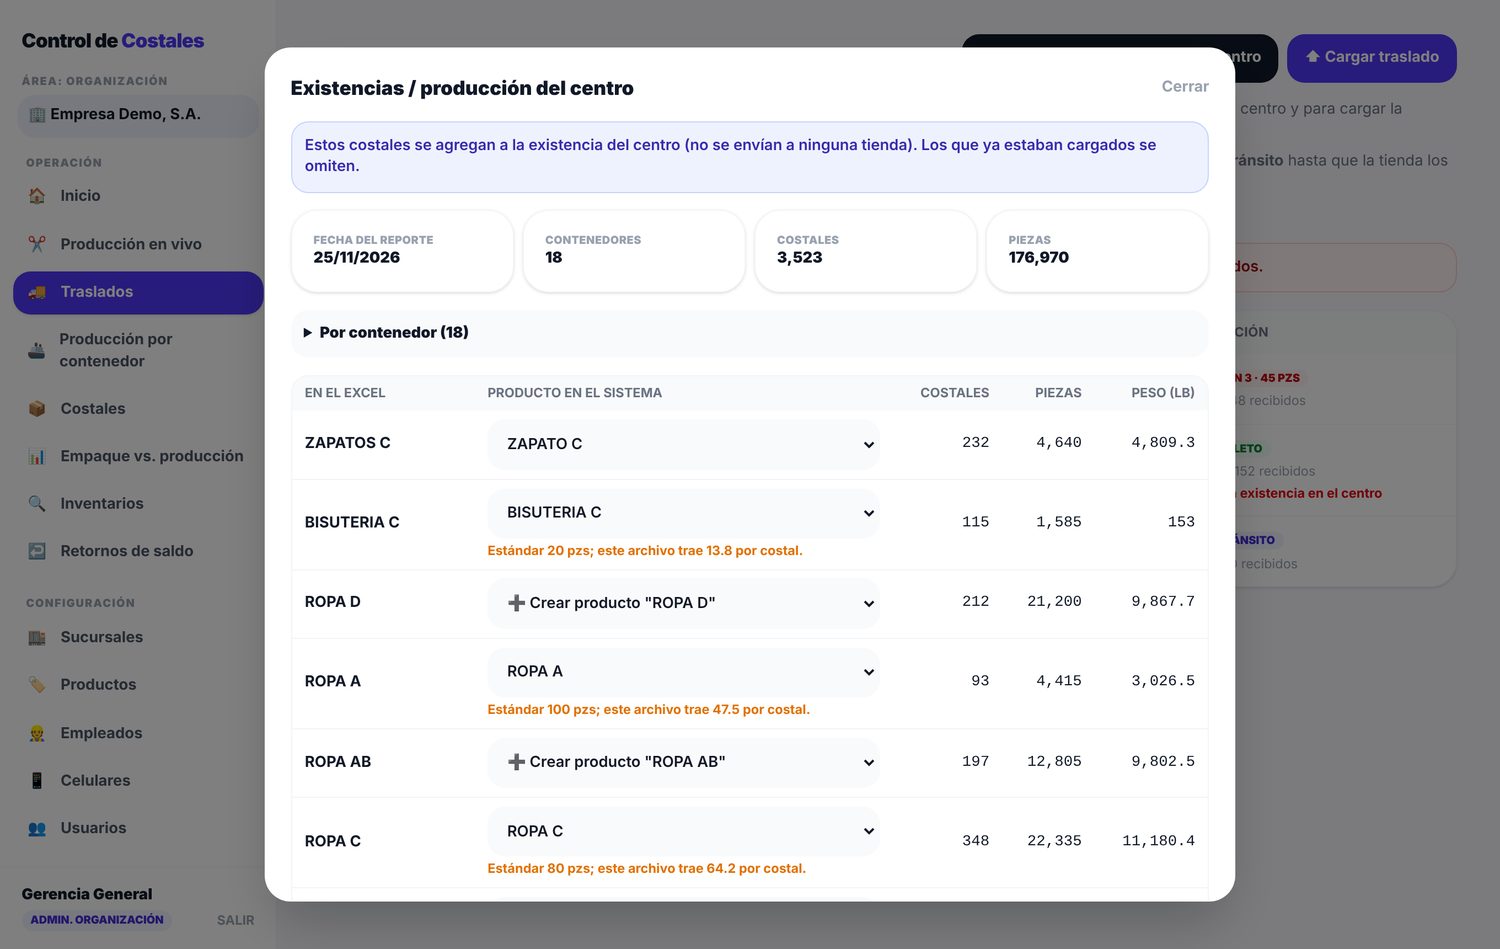 Control de Costales
ÁREA: ORGANIZACIÓN
🏢 Empresa Demo, S.A.
OPERACIÓN
Inicio
Producción en vivo
Traslados
Producción por
contenedor
Costales
Empaque vs. producción
Inventarios
Retornos de saldo
CONFIGURACIÓN
Sucursales
Productos
Empleados
Celulares
Usuarios
Gerencia General
ADMIN. ORGANIZACIÓN
SALIR
Existencias / producción del centro
Cerrar
Estos costales se agregan a la existencia del centro (no se envían a ninguna tienda). Los que ya estaban cargados se
omiten.
FECHA DEL REPORTE
25/11/2026
CONTENEDORES
18
COSTALES
3,523
PIEZAS
176,970
▶ Por contenedor (18)
EN EL EXCEL PRODUCTO EN EL SISTEMA COSTALES PIEZAS PESO (LB)
ZAPATOS C ZAPATO C 232 4,640 4,809.3
BISUTERIA C BISUTERIA C 115 1,585 153
Estándar 20 pzs; este archivo trae 13.8 por costal.
ROPA D ➕ Crear producto "ROPA D" 212 21,200 9,867.7
ROPA A ROPA A 93 4,415 3,026.5
Estándar 100 pzs; este archivo trae 47.5 por costal.
ROPA AB ➕ Crear producto "ROPA AB" 197 12,805 9,802.5
ROPA C ROPA C 348 22,335 11,180.4
Estándar 80 pzs; este archivo trae 64.2 por costal.
ntro
⬆ Cargar traslado
centro y para cargar la
ránsito hasta que la tienda los
dos.
CIÓN
N 3 · 45 PZS
recibidos
LETO
152 recibidos
existencia en el centro
ÁNSITO
recibidos